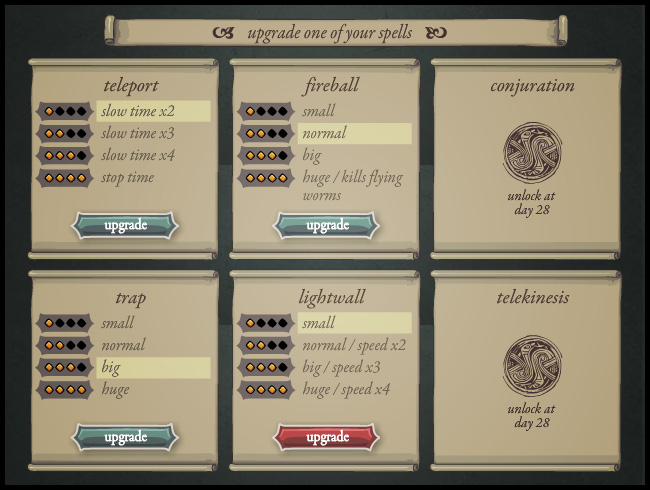 upgrade one of your spells
teleport
slow time x2
slow time x3
slow time x4
stop time
upgrade
fireball
small
normal
big
huge / kills flying
worms
upgrade
conjuration
unlock at
day 28
trap
small
normal
big
huge
upgrade
lightwall
small
normal / speed x2
big / speed x3
huge / speed x4
upgrade
telekinesis
unlock at
day 28